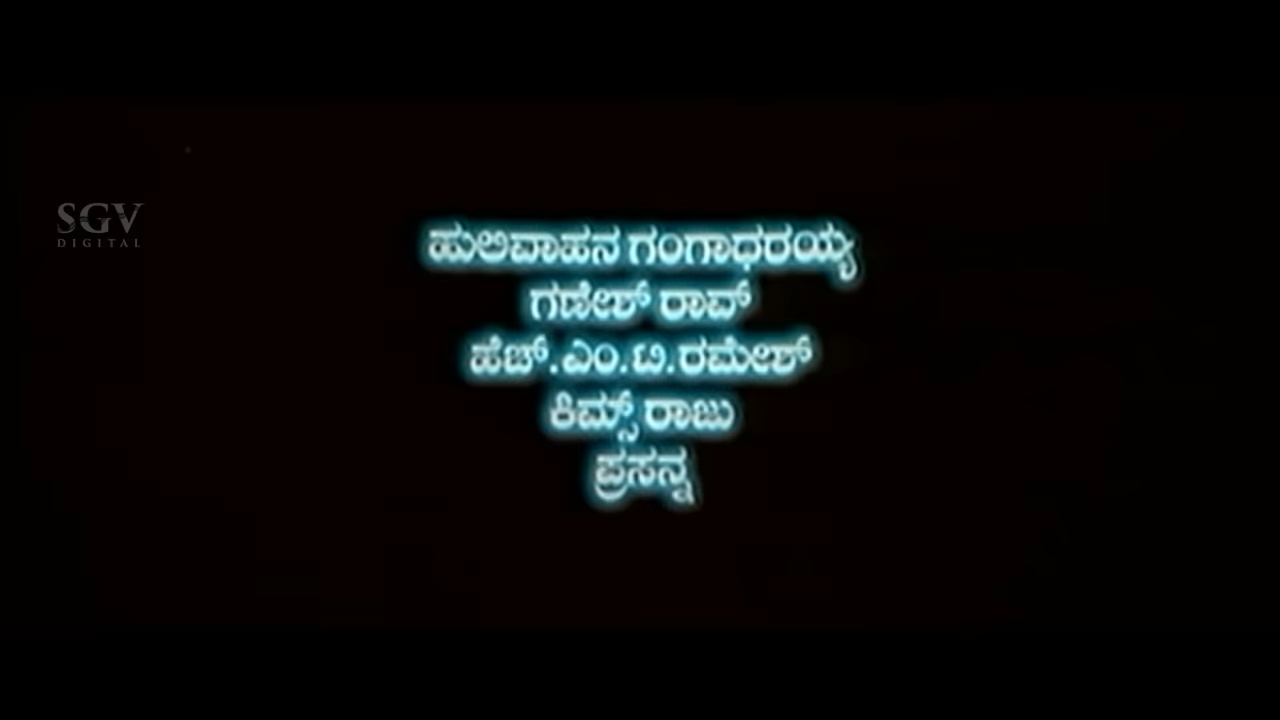 SGV
DIGITAL
ಹುಲಿವಾಹನ ಗಂಗಾಧರಯ್ಯ
ಗಣೇಶ್ ರಾವ್
ಹೆಚ್.ಎಂ.ಟಿ.ರಮೇಶ್
ಕಿಮ್ಸ್ ರಾಜು
ಪ್ರಸನ್ನ